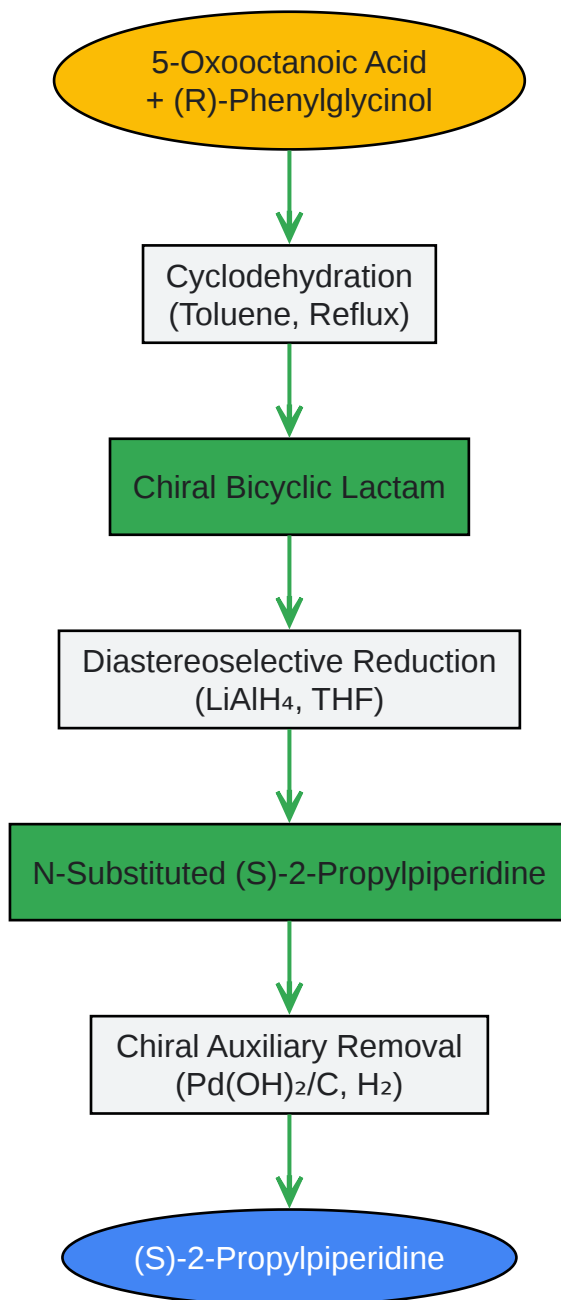 5-Oxooctanoic Acid
+ (R)-Phenylglycinol
Cyclodehydration
(Toluene, Reflux)
Chiral Bicyclic Lactam
Diastereoselective Reduction
(LiAlH₄, THF)
N-Substituted (S)-2-Propylpiperidine
Chiral Auxiliary Removal
(Pd(OH)₂/C, H₂)
(S)-2-Propylpiperidine